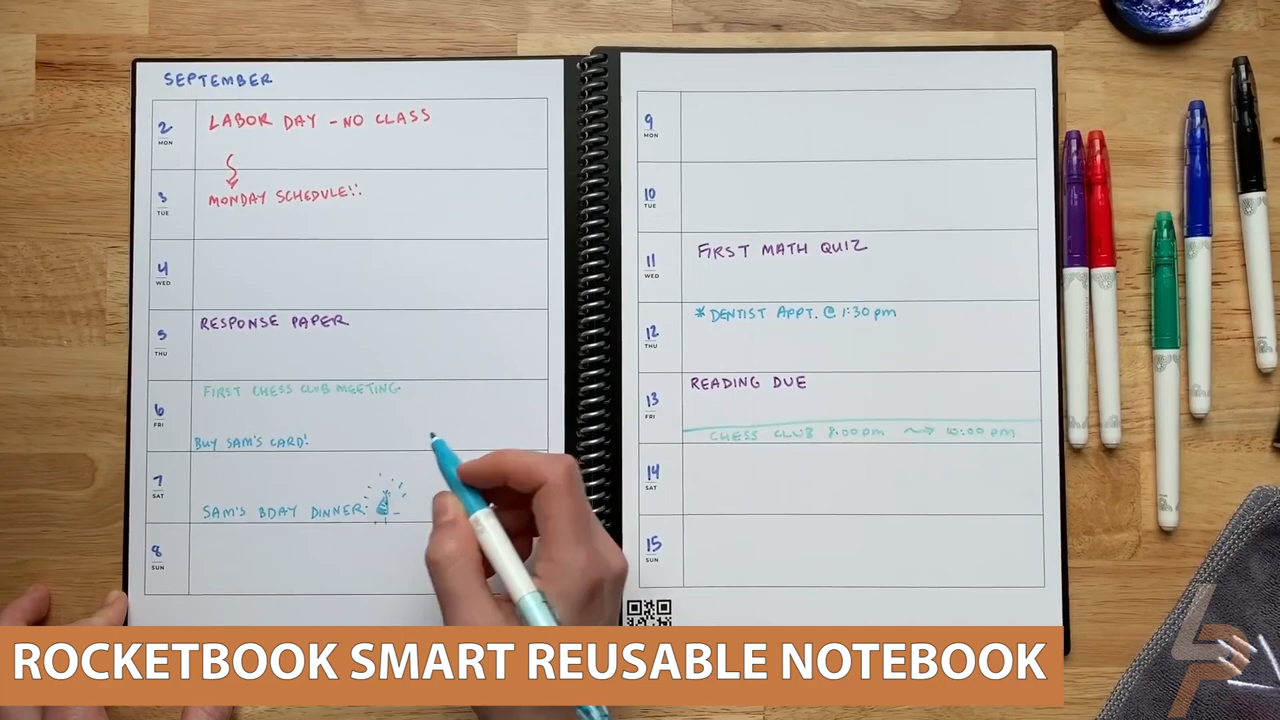 SEPTEMBER
2
MON
LABOR DAY - NO CLASS
3
TUE
MONDAY SCHEDULE!!
4
WED
5
THU
RESPONSE PAPER
6
FRI
FIRST CHESS CLUB MEETING
BUY SAM'S CARD!
7
SAT
SAM'S BDAY DINNER
8
SUN
9
MON
10
TUE
11
WED
FIRST MATH QUIZ
12
THU
* DENTIST APPT. @ 1:30 pm
13
FRI
READING DUE
CHESS CLUB 8:00 pm → 10:00 pm
14
SAT
15
SUN
ROCKETBOOK SMART REUSABLE NOTEBOOK